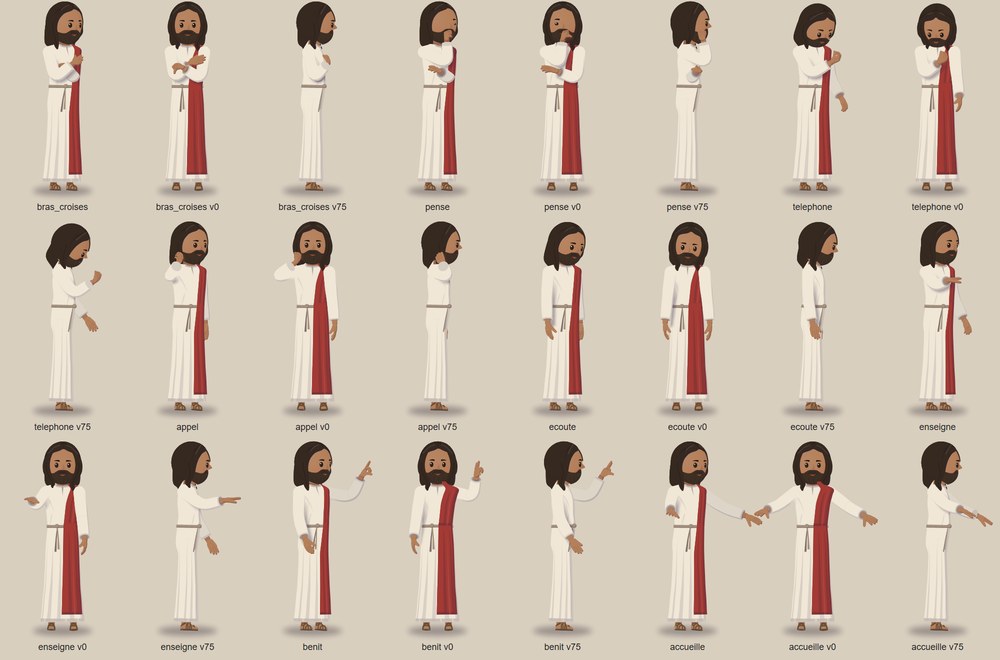 bras_croises
bras_croises v0
bras_croises v75
pense
pense v0
pense v75
telephone
telephone v0
telephone v75
appel
appel v0
appel v75
ecoute
ecoute v0
ecoute v75
enseigne
enseigne v0
enseigne v75
benit
benit v0
benit v75
accueille
accueille v0
accueille v75